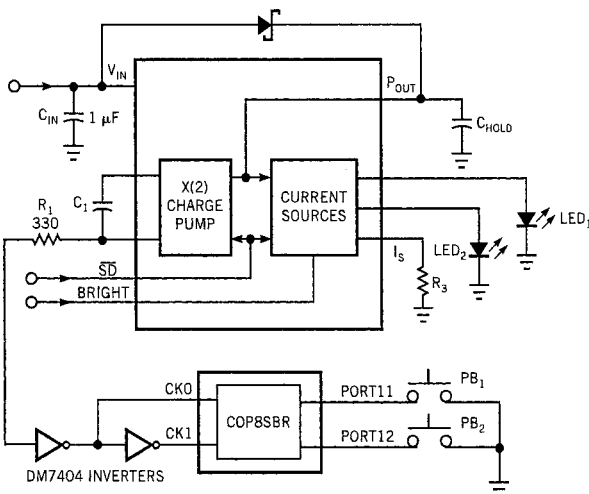 V_IN
C_IN
1 µF
P_OUT
C_HOLD
C_1
R_1
330
X(2)
CHARGE
PUMP
CURRENT
SOURCES
LED_1
LED_2
I_S
R_3
SD
BRIGHT
CK0
CK1
COP8SBR
PORT11
PORT12
PB_1
PB_2
DM7404 INVERTERS